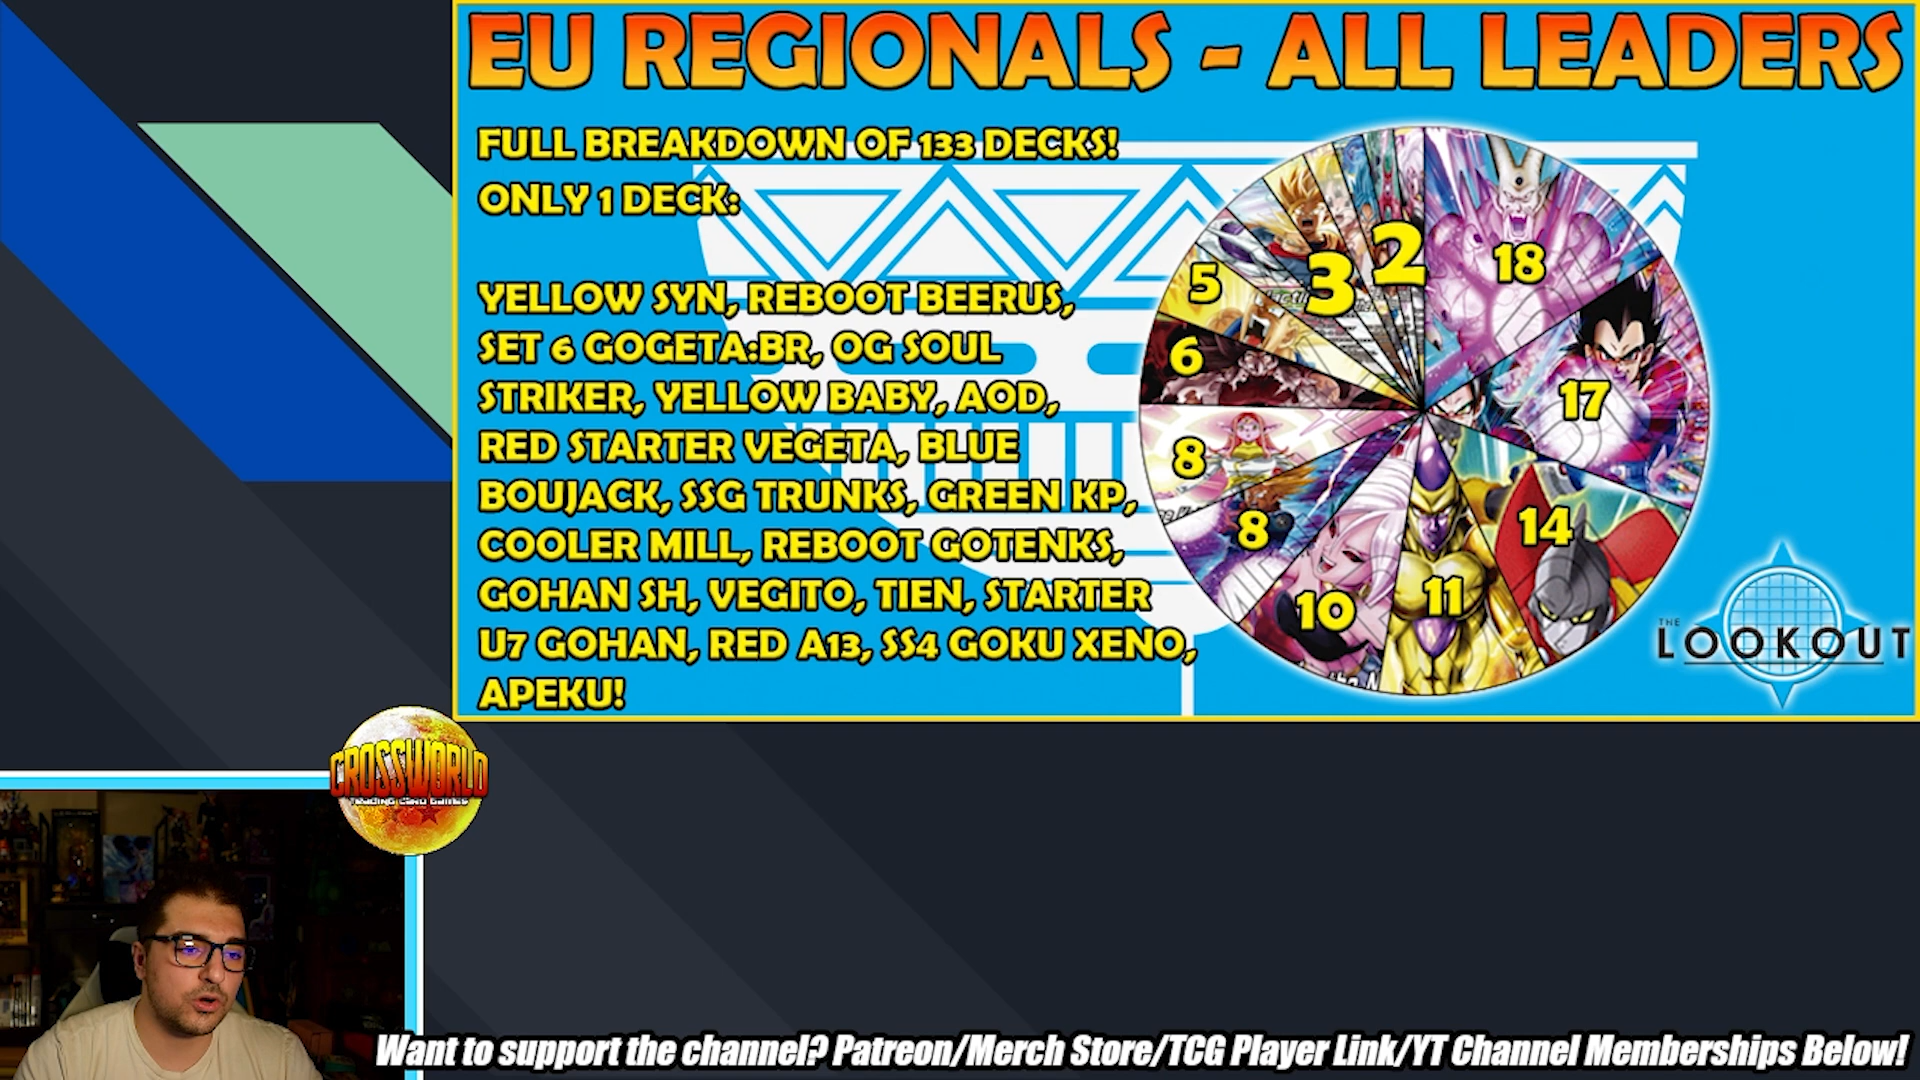 EU REGIONALS - ALL LEADERS
FULL BREAKDOWN OF 133 DECKS!
ONLY 1 DECK:
YELLOW SYN, REBOOT BEERUS,
SET 6 GOGETA:BR, OG SOUL
STRIKER, YELLOW BABY, AOD,
RED STARTER VEGETA, BLUE
BOUJACK, SSG TRUNKS, GREEN KP,
COOLER MILL, REBOOT GOTENKS,
GOHAN SH, VEGITO, TIEN, STARTER
U7 GOHAN, RED A13, SS4 GOKU XENO,
APEKU!
18
17
14
11
10
8
8
6
5
3
2
THE
LOOKOUT
CROSSWORLD
TRADING CARD GAMES
Want to support the channel? Patreon/Merch Store/TCG Player Link/YT Channel Memberships Below!